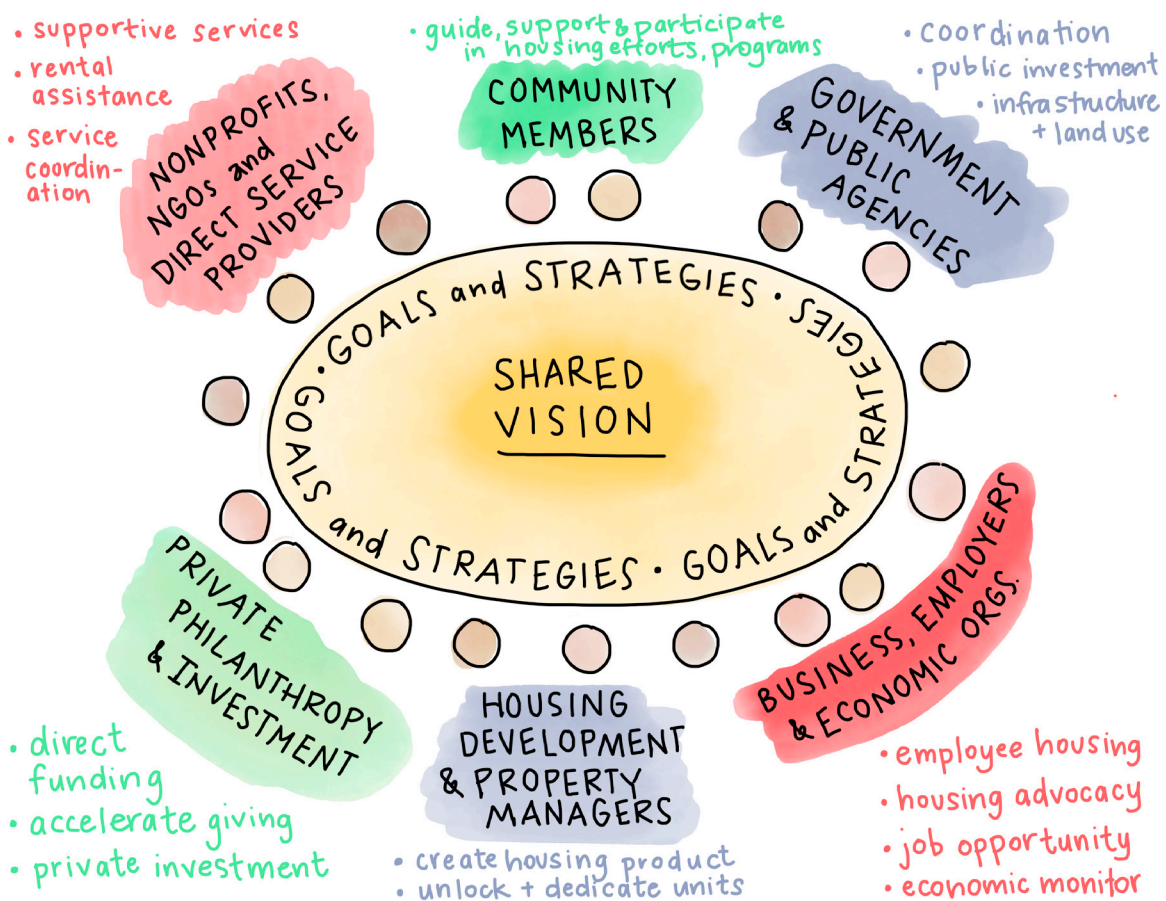 • supportive services
• rental
assistance
• service
coordin-
ation
NONPROFITS,
NGOs and
DIRECT SERVICE
PROVIDERS
• guide, support & participate
in housing efforts, programs
COMMUNITY
MEMBERS
• coordination
• public investment
• infrastructure
+ land use
GOVERNMENT
& PUBLIC
AGENCIES
• GOALS and STRATEGIES • GOALS and STRATEGIES • GOALS and STRATEGIES
SHARED
VISION
PRIVATE
PHILANTHROPY
& INVESTMENT
• direct
funding
• accelerate giving
• private investment
HOUSING
DEVELOPMENT
& PROPERTY
MANAGERS
• create housing product
• unlock + dedicate units
BUSINESS, EMPLOYERS
& ECONOMIC ORGS.
• employee housing
• housing advocacy
• job opportunity
• economic monitor